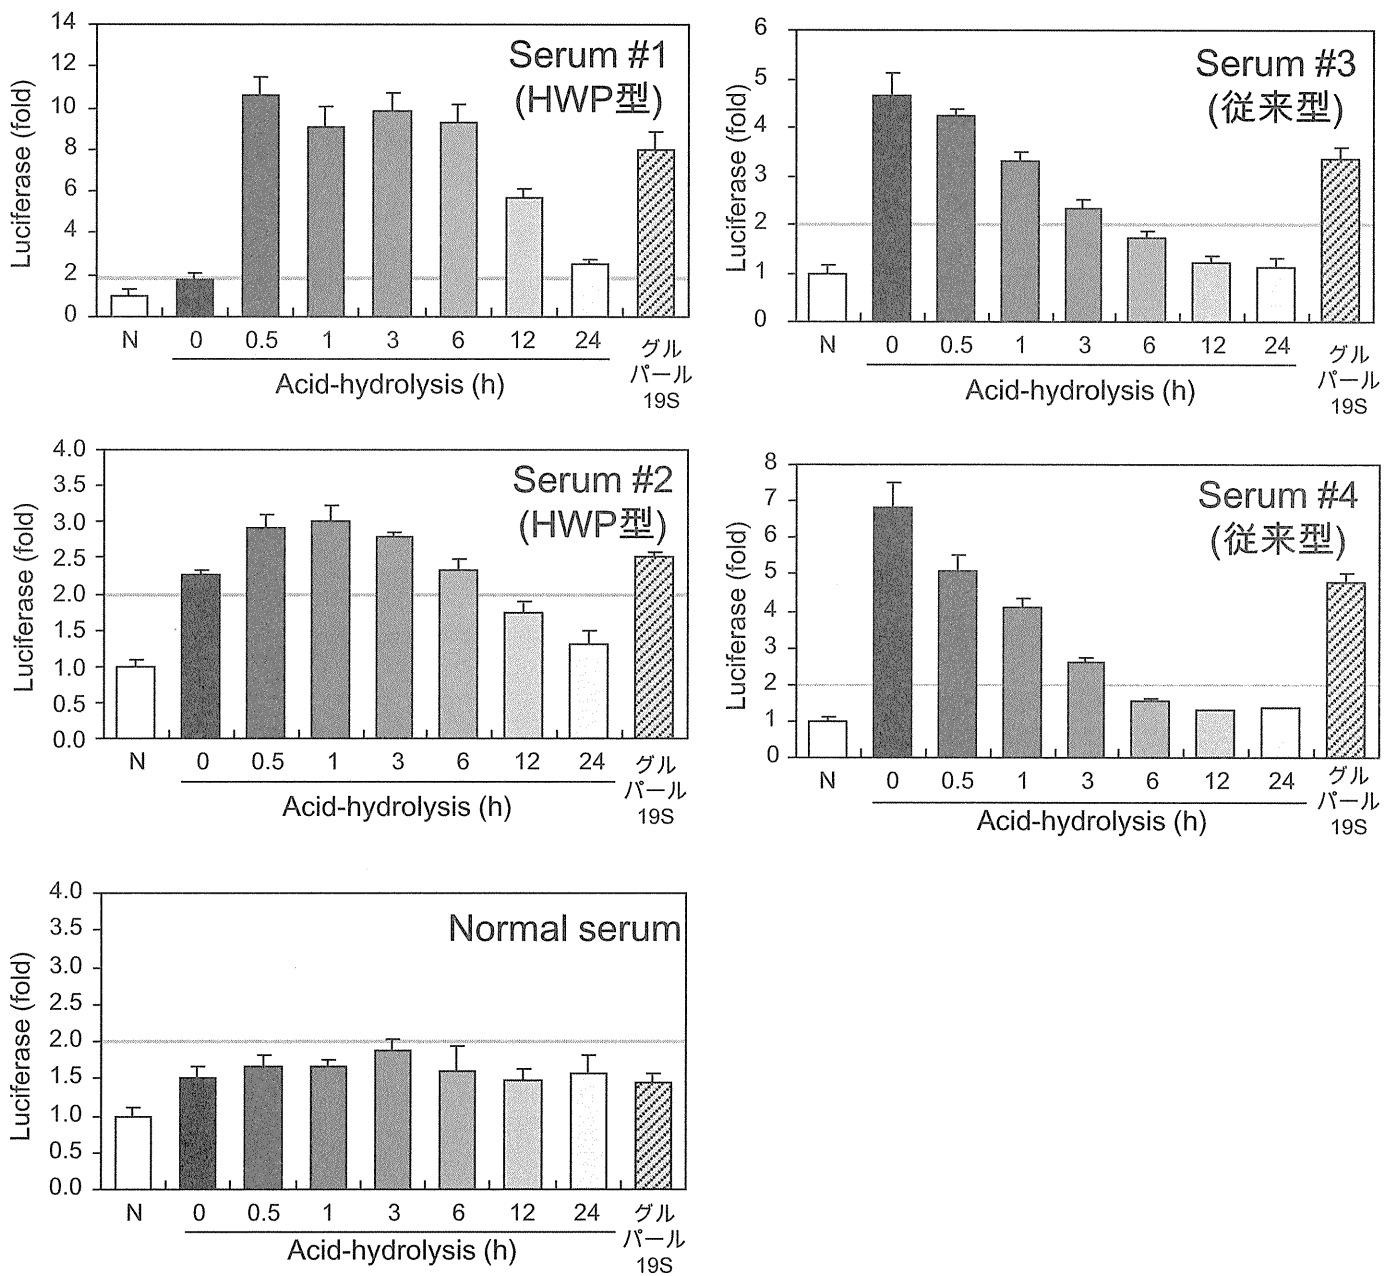 14
12
10
8
6
4
2
0
Luciferase (fold)
Serum #1
(HWP型)
N 0 0.5 1 3 6 12 24 グル
パール
19S
Acid-hydrolysis (h)
6
5
4
3
2
1
0
Luciferase (fold)
Serum #3
(従来型)
N 0 0.5 1 3 6 12 24 グル
パール
19S
Acid-hydrolysis (h)
4.0
3.5
3.0
2.5
2.0
1.5
1.0
0.5
0.0
Luciferase (fold)
Serum #2
(HWP型)
N 0 0.5 1 3 6 12 24 グル
パール
19S
Acid-hydrolysis (h)
8
7
6
5
4
3
2
1
0
Luciferase (fold)
Serum #4
(従来型)
N 0 0.5 1 3 6 12 24 グル
パール
19S
Acid-hydrolysis (h)
4.0
3.5
3.0
2.5
2.0
1.5
1.0
0.5
0.0
Luciferase (fold)
Normal serum
N 0 0.5 1 3 6 12 24 グル
パール
19S
Acid-hydrolysis (h)